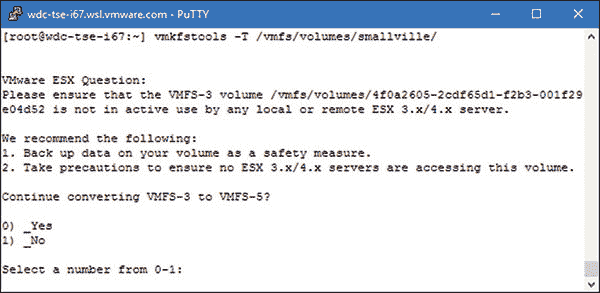 wdc-tse-i67.wsl.vmware.com - PuTTY
[root@wdc-tse-i67:~] vmkfstools -T /vmfs/volumes/smallville/
VMware ESX Question:
Please ensure that the VMFS-3 volume /vmfs/volumes/4f0a2605-2cdf65d1-f2b3-001f29
e04d52 is not in active use by any local or remote ESX 3.x/4.x server.
We recommend the following:
1. Back up data on your volume as a safety measure.
2. Take precautions to ensure no ESX 3.x/4.x servers are accessing this volume.
Continue converting VMFS-3 to VMFS-5?
0) _Yes
1) _No
Select a number from 0-1: